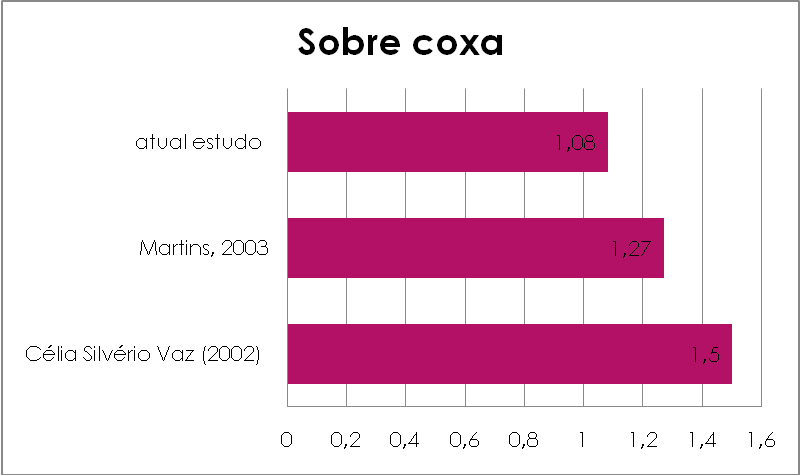 Sobre coxa
atual estudo
1,08
Martins, 2003
1,27
Célia Silvério Vaz (2002)
1,5
0 0,2 0,4 0,6 0,8 1 1,2 1,4 1,6